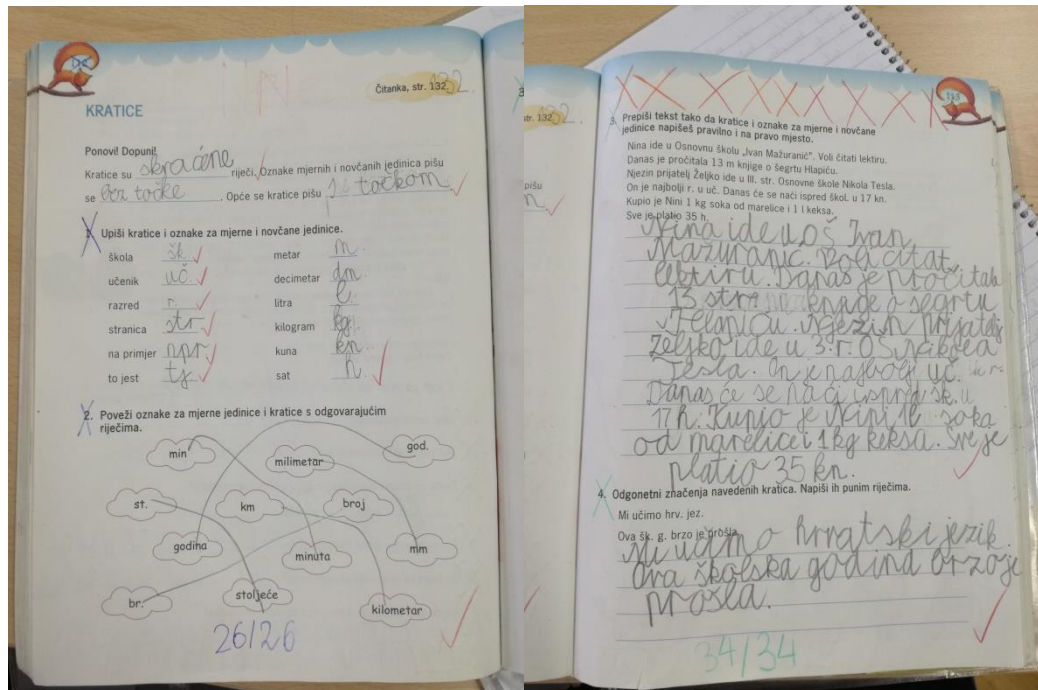 Čitanka, str. 132.
132.
KRATICE
Ponovi! Dopuni!
Kratice su skraćene riječi. Oznake mjernih i novčanih jedinica pišu
se bez točke. Opće se kratice pišu s točkom
1. Upiši kratice i oznake za mjerne i novčane jedinice.
škola šk. metar m.
učenik uč. decimetar dm
razred r. litra l
stranica str. kilogram kg
na primjer npr. kuna kn.
to jest tj. sat h
2. Poveži oznake za mjerne jedinice i kratice s odgovarajućim
riječima.
min milimetar god.
st. km broj
godina minuta mm
br. stoljeće kilometar
26/26
str. 132.
pišu
3. Prepiši tekst tako da kratice i oznake za mjerne i novčane
jedinice napišeš pravilno i na pravo mjesto.
Nina ide u Osnovnu školu „Ivan Mažuranić". Voli čitati lektiru.
Danas je pročitala 13 m knjige o šegrtu Hlapiću.
Njezin prijatelj Željko ide u III. str. Osnovne škole Nikola Tesla.
On je najbolji r. u uč. Danas će se naći ispred škol. u 17 kn.
Kupio je Nini 1 kg soka od marelice i 1 l keksa.
Sve je platio 35 h.
Nina ide u oš Ivan
Mažuranić. Voli čitat
lektiru. Danas je pročitala
13 str. o šegrtu
Njezin prijatelj
Željko ide u 3. r. OŠ. Nikola
Tesla. On je najbolji uč. u r.
Danas će se naći ispred šk. u
17 h. Kupio je Nini 1l soka
od marelice i 1 kg keksa. Sve je
platio 35 kn.
4. Odgonetni značenja navedenih kratica. Napiši ih punim riječima.
Mi učimo hrv. jez.
Ova šk. g. brzo je prošla.
Mi učimo hrvatski jezik.
Ova školska godina brzo je
prošla.
34/34